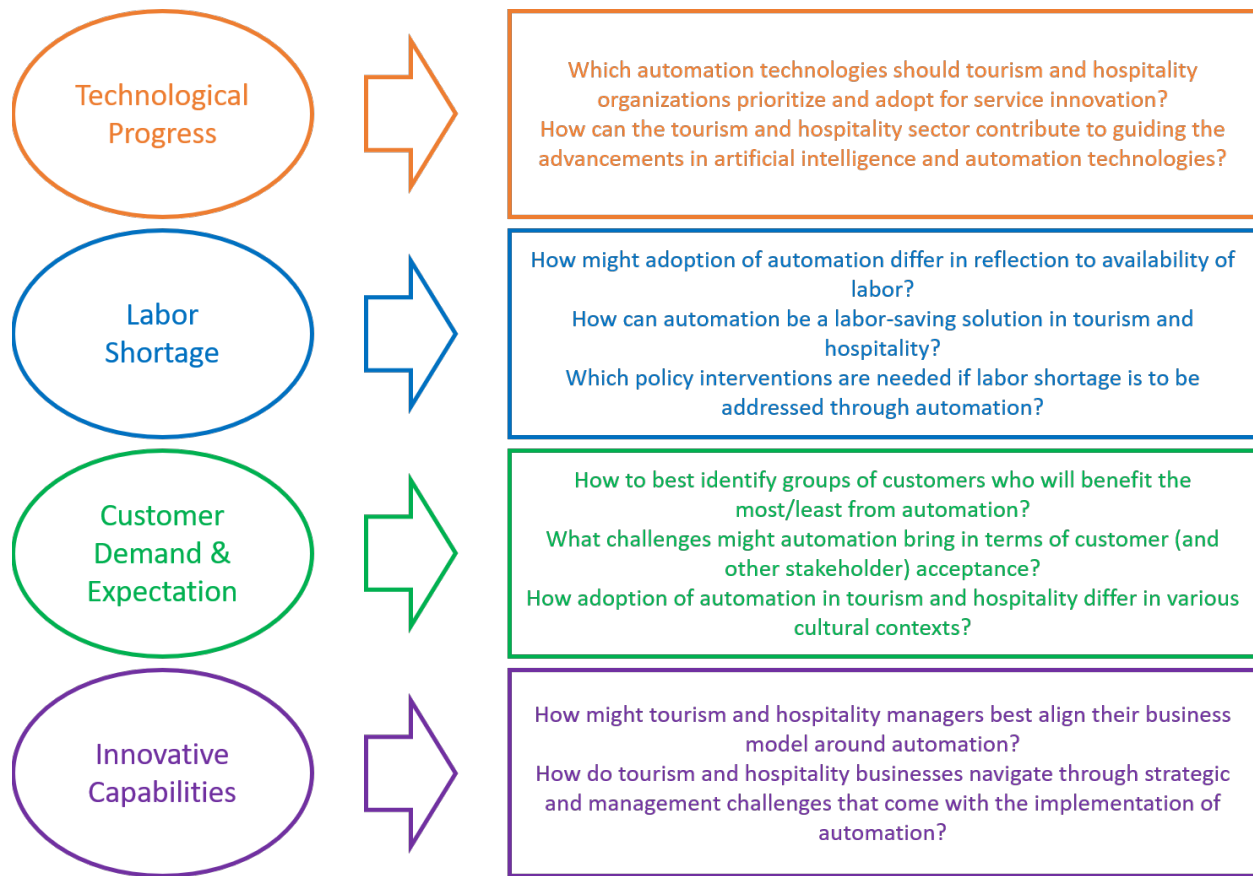 Technological
Progress
Which automation technologies should tourism and hospitality
organizations prioritize and adopt for service innovation?
How can the tourism and hospitality sector contribute to guiding the
advancements in artificial intelligence and automation technologies?
Labor
Shortage
How might adoption of automation differ in reflection to availability of
labor?
How can automation be a labor-saving solution in tourism and
hospitality?
Which policy interventions are needed if labor shortage is to be
addressed through automation?
Customer
Demand &
Expectation
How to best identify groups of customers who will benefit the
most/least from automation?
What challenges might automation bring in terms of customer (and
other stakeholder) acceptance?
How adoption of automation in tourism and hospitality differ in various
cultural contexts?
Innovative
Capabilities
How might tourism and hospitality managers best align their business
model around automation?
How do tourism and hospitality businesses navigate through strategic
and management challenges that come with the implementation of
automation?